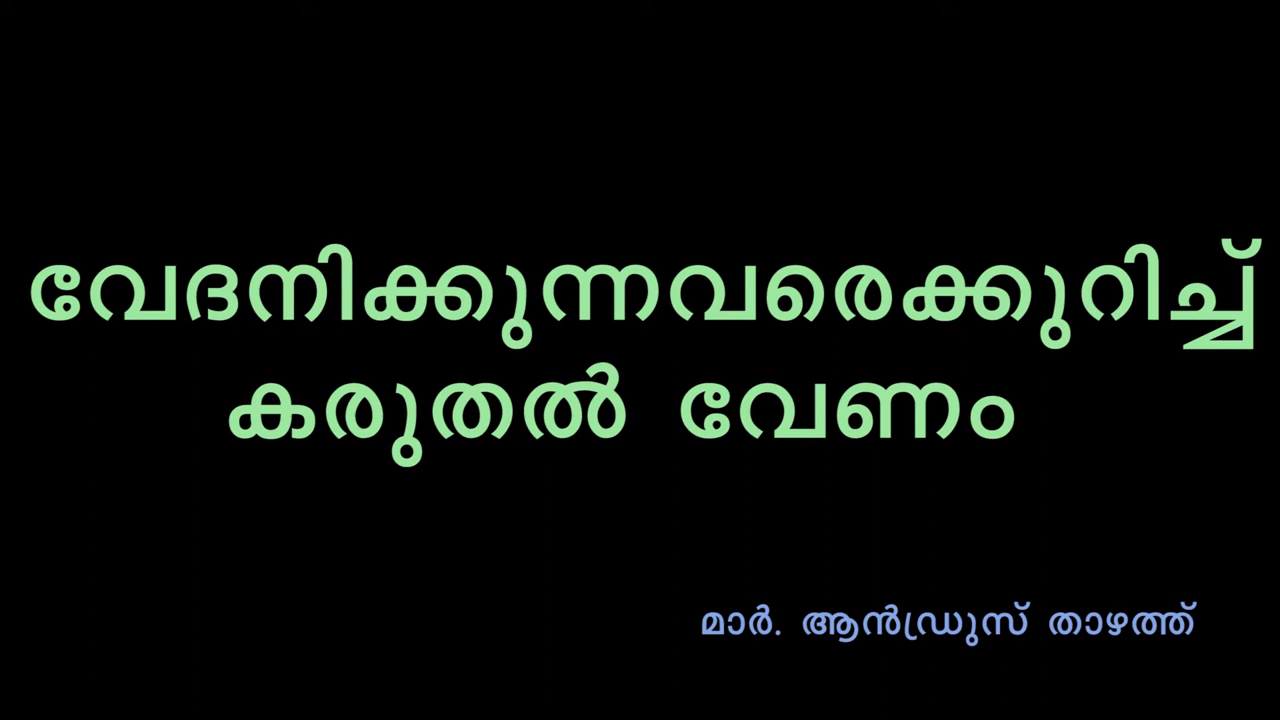 വേദനിക്കുന്നവരെക്കുറിച്ച്
കരുതൽ വേണം
മാർ. ആൻഡ്രുസ് താഴത്ത്